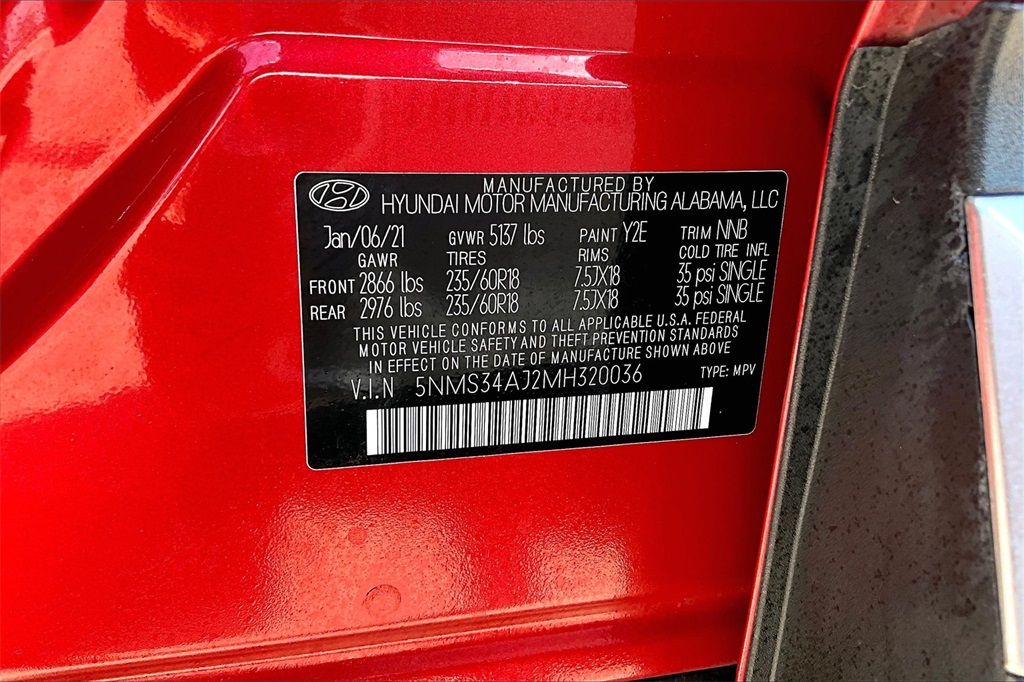 MANUFACTURED BY
HYUNDAI MOTOR MANUFACTURING ALABAMA, LLC
Jan/06/21 GVWR 5137 lbs PAINT Y2E TRIM NNB
GAWR TIRES RIMS COLD TIRE INFL
FRONT 2866 lbs 235/60R18 7.5JX18 35 psi SINGLE
REAR 2976 lbs 235/60R18 7.5JX18 35 psi SINGLE
THIS VEHICLE CONFORMS TO ALL APPLICABLE U.S.A. FEDERAL
MOTOR VEHICLE SAFETY AND THEFT PREVENTION STANDARDS
IN EFFECT ON THE DATE OF MANUFACTURE SHOWN ABOVE
V.I.N 5NMS34AJ2MH320036 TYPE: MPV